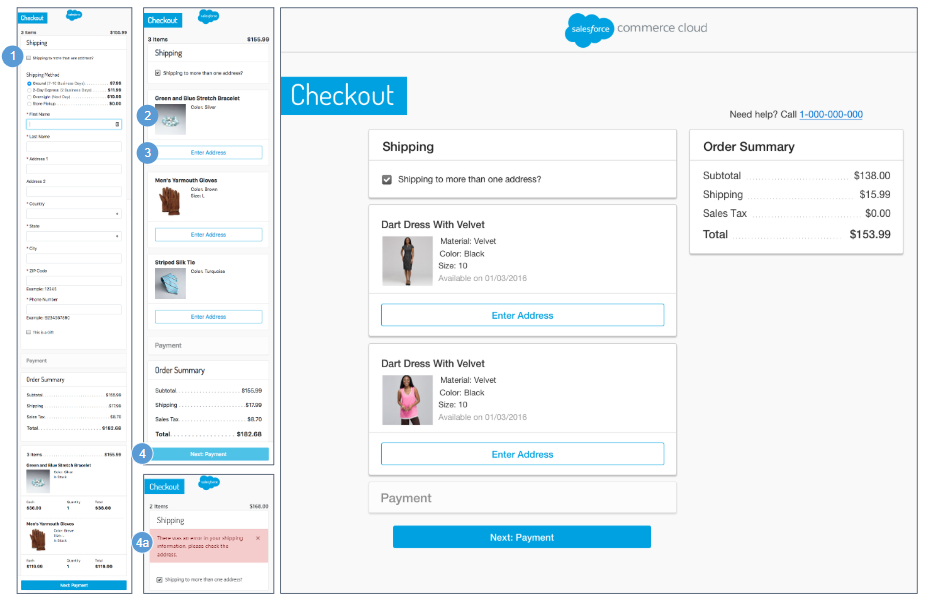 1
Checkout
salesforce
3 Items
$155.99
Shipping
Shipping to more than one address?
Shipping Method
Ground (7-10 Business Days)
$7.99
2-Day Express (2 Business Days)
$11.99
Overnight (Next Day)
$19.99
Store Pickup
$0.00
* First Name
* Last Name
* Address 1
Address 2
* Country
* State
* City
* ZIP Code
Example: 12345
* Phone Number
This is a gift
Payment
Order Summary
Subtotal
$155.99
Shipping
$17.99
Sales Tax
$8.70
Total
$182.68
3 Items
$155.99
Green and Blue Stretch Bracelet
Color: Silver
In Stock
Each
Quantity
Total
$36.00
1
$36.00
Men's Yarmouth Gloves
Color: Brown
In Stock
Each
Quantity
Total
1
Next: Payment
Checkout
salesforce
3 Items
$155.99
Shipping
Shipping to more than one address?
2
Green and Blue Stretch Bracelet
Color: Silver
3
Enter Address
Men's Yarmouth Gloves
Color: Brown
Size: L
Enter Address
Striped Silk Tie
Color: Turquoise
Enter Address
Payment
Order Summary
Subtotal
$155.99
Shipping
$17.99
Sales Tax
$8.70
Total
$182.68
4
Next: Payment
Checkout
salesforce
2 Items
$168.00
Shipping
4a
There was an error in your shipping
information, please check the
address.
×
Shipping to more than one address?
salesforce commerce cloud
Checkout
Need help? Call 1-000-000-000
Shipping
Shipping to more than one address?
Dart Dress With Velvet
Material: Velvet
Color: Black
Size: 10
Available on 01/03/2016
Enter Address
Dart Dress With Velvet
Material: Velvet
Color: Black
Size: 10
Available on 01/03/2016
Enter Address
Payment
Next: Payment
Order Summary
Subtotal
$138.00
Shipping
$15.99
Sales Tax
$0.00
Total
$153.99